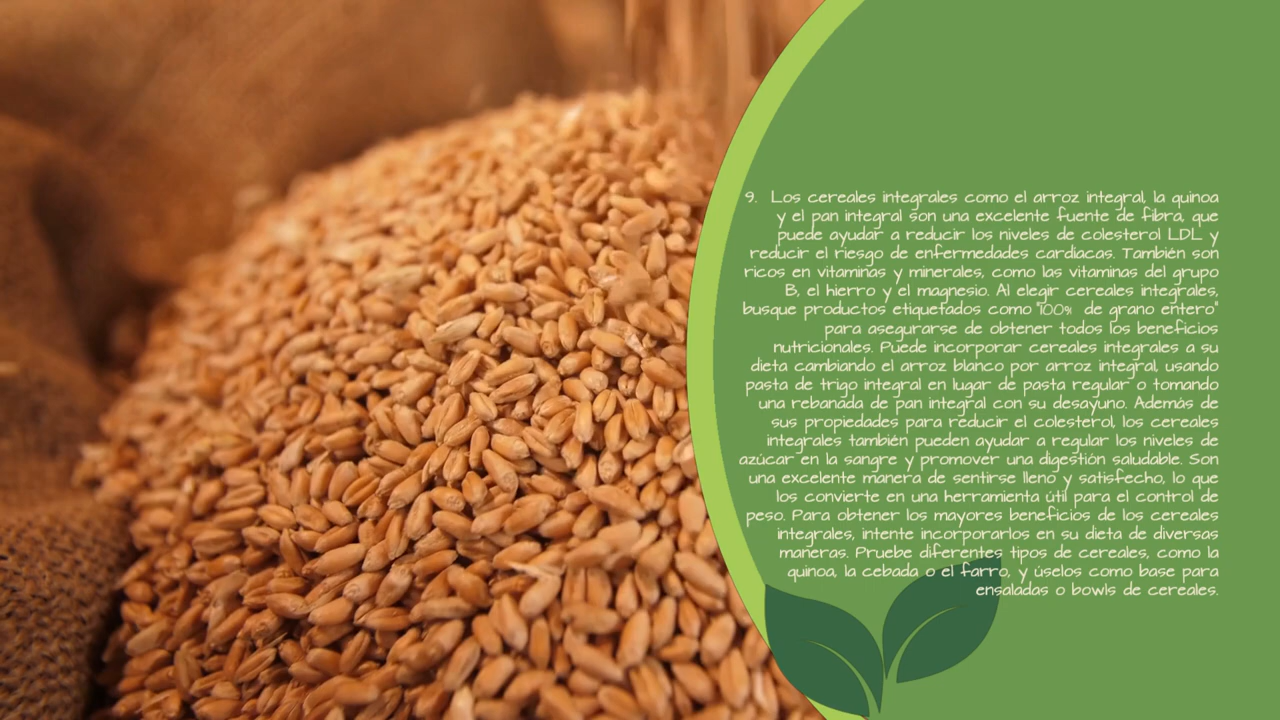 9. Los cereales integrales como el arroz integral, la quinoa
y el pan integral son una excelente fuente de fibra, que
puede ayudar a reducir los niveles de colesterol LDL y
reducir el riesgo de enfermedades cardíacas. También son
ricos en vitaminas y minerales, como las vitaminas del grupo
B, el hierro y el magnesio. Al elegir cereales integrales,
busque productos etiquetados como "100% de grano entero"
para asegurarse de obtener todos los beneficios
nutricionales. Puede incorporar cereales integrales a su
dieta cambiando el arroz blanco por arroz integral, usando
pasta de trigo integral en lugar de pasta regular o tomando
una rebanada de pan integral con su desayuno. Además de
sus propiedades para reducir el colesterol, los cereales
integrales también pueden ayudar a regular los niveles de
azúcar en la sangre y promover una digestión saludable. Son
una excelente manera de sentirse lleno y satisfecho, lo que
los convierte en una herramienta útil para el control de
peso. Para obtener los mayores beneficios de los cereales
integrales, intente incorporarlos en su dieta de diversas
maneras. Pruebe diferentes tipos de cereales, como la
quinoa, la cebada o el farro, y úselos como base para
ensaladas o bowls de cereales.